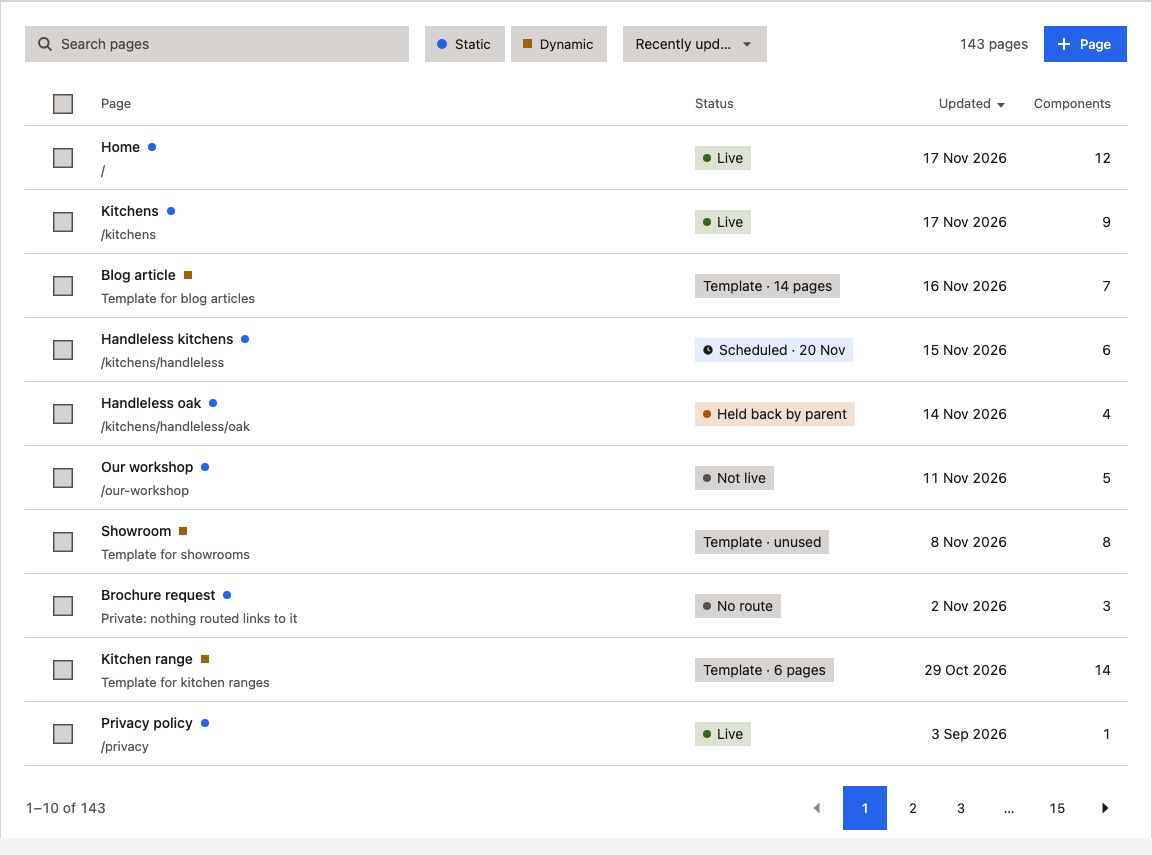 Search pages
Static
Dynamic
Recently upd...
143 pages
Page
Page
Status
Updated
Components
Home
/
Live
17 Nov 2026
12
Kitchens
/kitchens
Live
17 Nov 2026
9
Blog article
Template for blog articles
Template · 14 pages
16 Nov 2026
7
Handleless kitchens
/kitchens/handleless
Scheduled · 20 Nov
15 Nov 2026
6
Handleless oak
/kitchens/handleless/oak
Held back by parent
14 Nov 2026
4
Our workshop
/our-workshop
Not live
11 Nov 2026
5
Showroom
Template for showrooms
Template · unused
8 Nov 2026
8
Brochure request
Private: nothing routed links to it
No route
2 Nov 2026
3
Kitchen range
Template for kitchen ranges
Template · 6 pages
29 Oct 2026
14
Privacy policy
/privacy
Live
3 Sep 2026
1
1–10 of 143
1
2
3
...
15